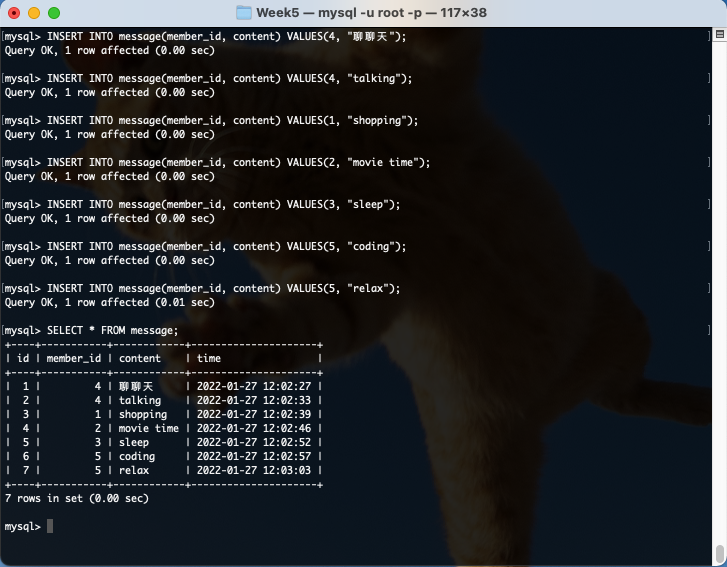 Week5 — mysql -u root -p — 117×38
mysql> INSERT INTO message(member_id, content) VALUES(4, "聊聊天");
Query OK, 1 row affected (0.00 sec)
mysql> INSERT INTO message(member_id, content) VALUES(4, "talking");
Query OK, 1 row affected (0.00 sec)
mysql> INSERT INTO message(member_id, content) VALUES(1, "shopping");
Query OK, 1 row affected (0.00 sec)
mysql> INSERT INTO message(member_id, content) VALUES(2, "movie time");
Query OK, 1 row affected (0.00 sec)
mysql> INSERT INTO message(member_id, content) VALUES(3, "sleep");
Query OK, 1 row affected (0.00 sec)
mysql> INSERT INTO message(member_id, content) VALUES(5, "coding");
Query OK, 1 row affected (0.00 sec)
mysql> INSERT INTO message(member_id, content) VALUES(5, "relax");
Query OK, 1 row affected (0.01 sec)
mysql> SELECT * FROM message;
+----+-----------+------------+---------------------+
| id | member_id | content    | time                |
+----+-----------+------------+---------------------+
|  1 |         4 | 聊聊天     | 2022-01-27 12:02:27 |
|  2 |         4 | talking    | 2022-01-27 12:02:33 |
|  3 |         1 | shopping   | 2022-01-27 12:02:39 |
|  4 |         2 | movie time | 2022-01-27 12:02:46 |
|  5 |         3 | sleep      | 2022-01-27 12:02:52 |
|  6 |         5 | coding     | 2022-01-27 12:02:57 |
|  7 |         5 | relax      | 2022-01-27 12:03:03 |
+----+-----------+------------+---------------------+
7 rows in set (0.00 sec)
mysql>